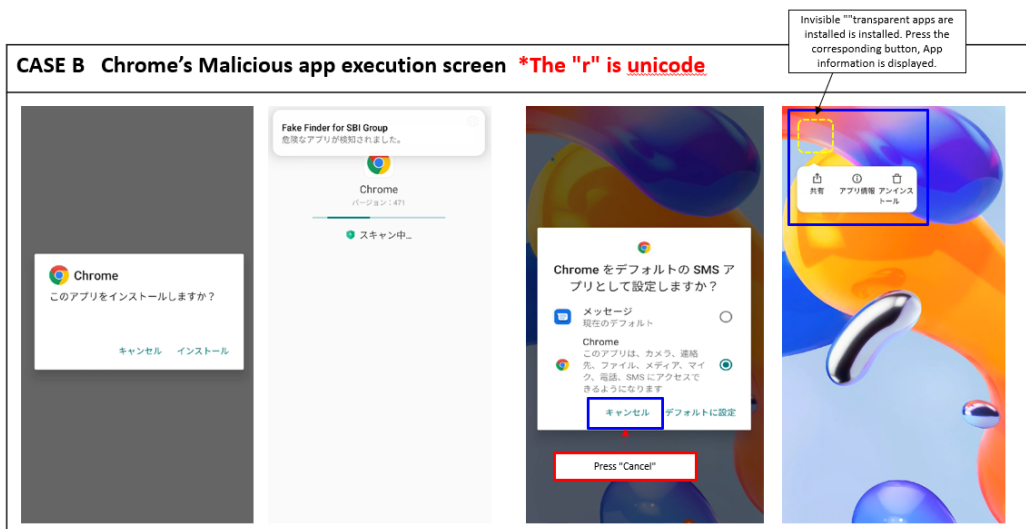 Invisible ""transparent apps are
installed is installed. Press the
corresponding button, App
information is displayed.
CASE B Chrome's Malicious app execution screen *The "r" is unicode
Chrome
このアプリをインストールしますか？
キャンセル インストール
Fake Finder for SBI Group
危険なアプリが検知されました。
Chrome
バージョン：471
スキャン中...
Chrome をデフォルトの SMS ア
プリとして設定しますか？
メッセージ
現在のデフォルト
Chrome
このアプリは、カメラ、連絡
先、ファイル、メディア、マイ
ク、電話、SMS にアクセスで
きるようになります
キャンセル デフォルトに設定
Press "Cancel"
共有 アプリ情報 アンインス
トール